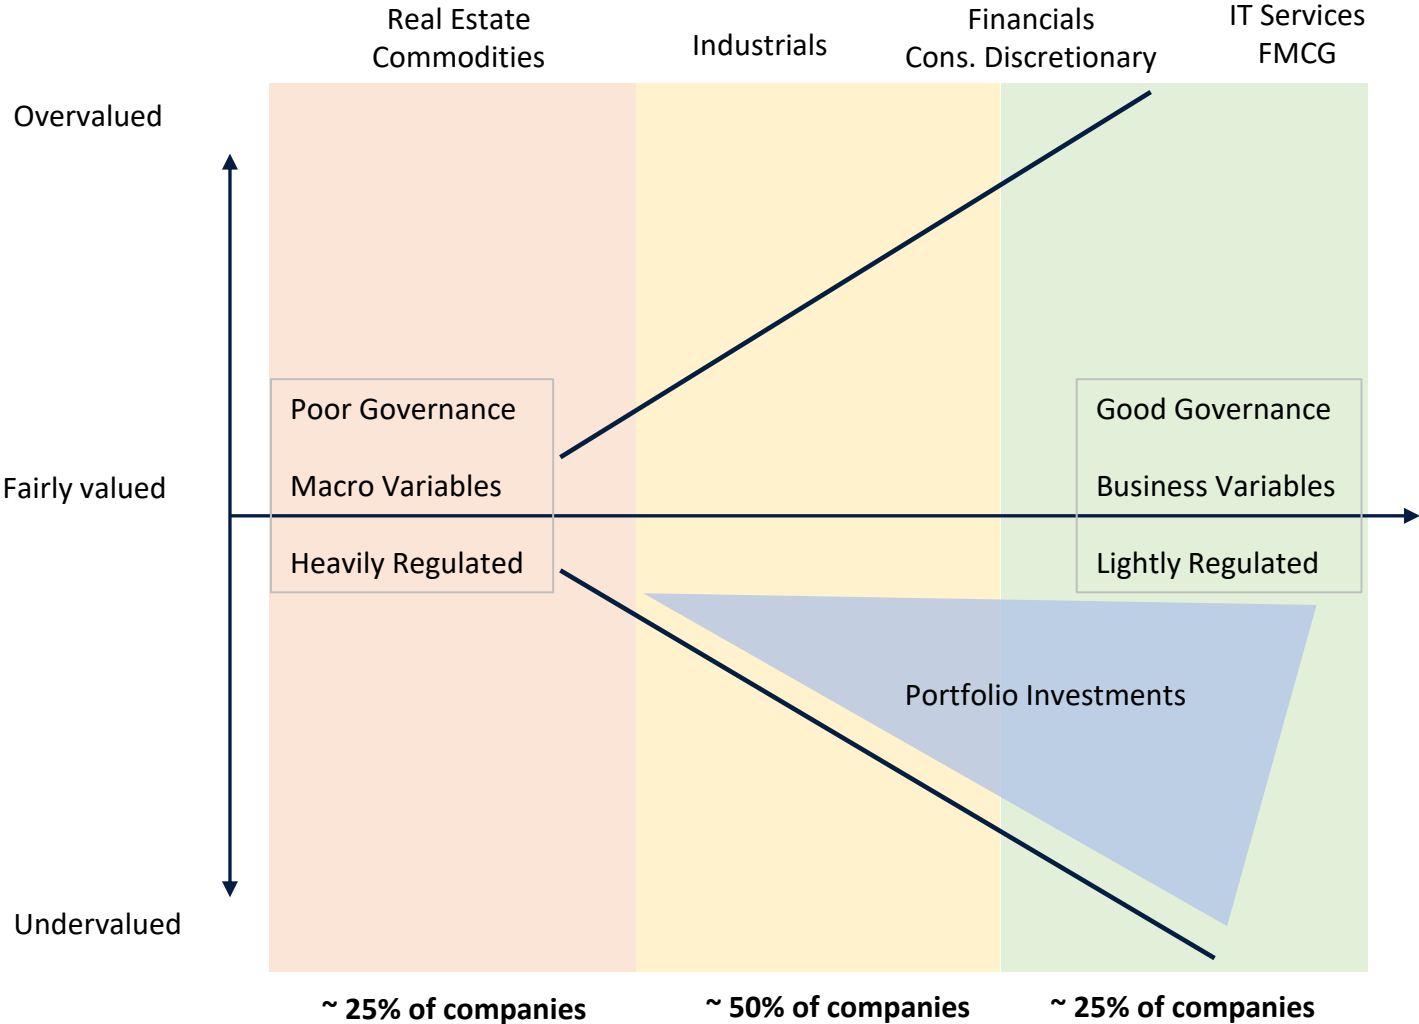 Real Estate
Commodities
Industrials
Financials
Cons. Discretionary
IT Services
FMCG
Overvalued
Poor Governance
Good Governance
Fairly valued
Macro Variables
Business Variables
Heavily Regulated
Lightly Regulated
Portfolio Investments
Undervalued
~ 25% of companies
~ 50% of companies
~ 25% of companies